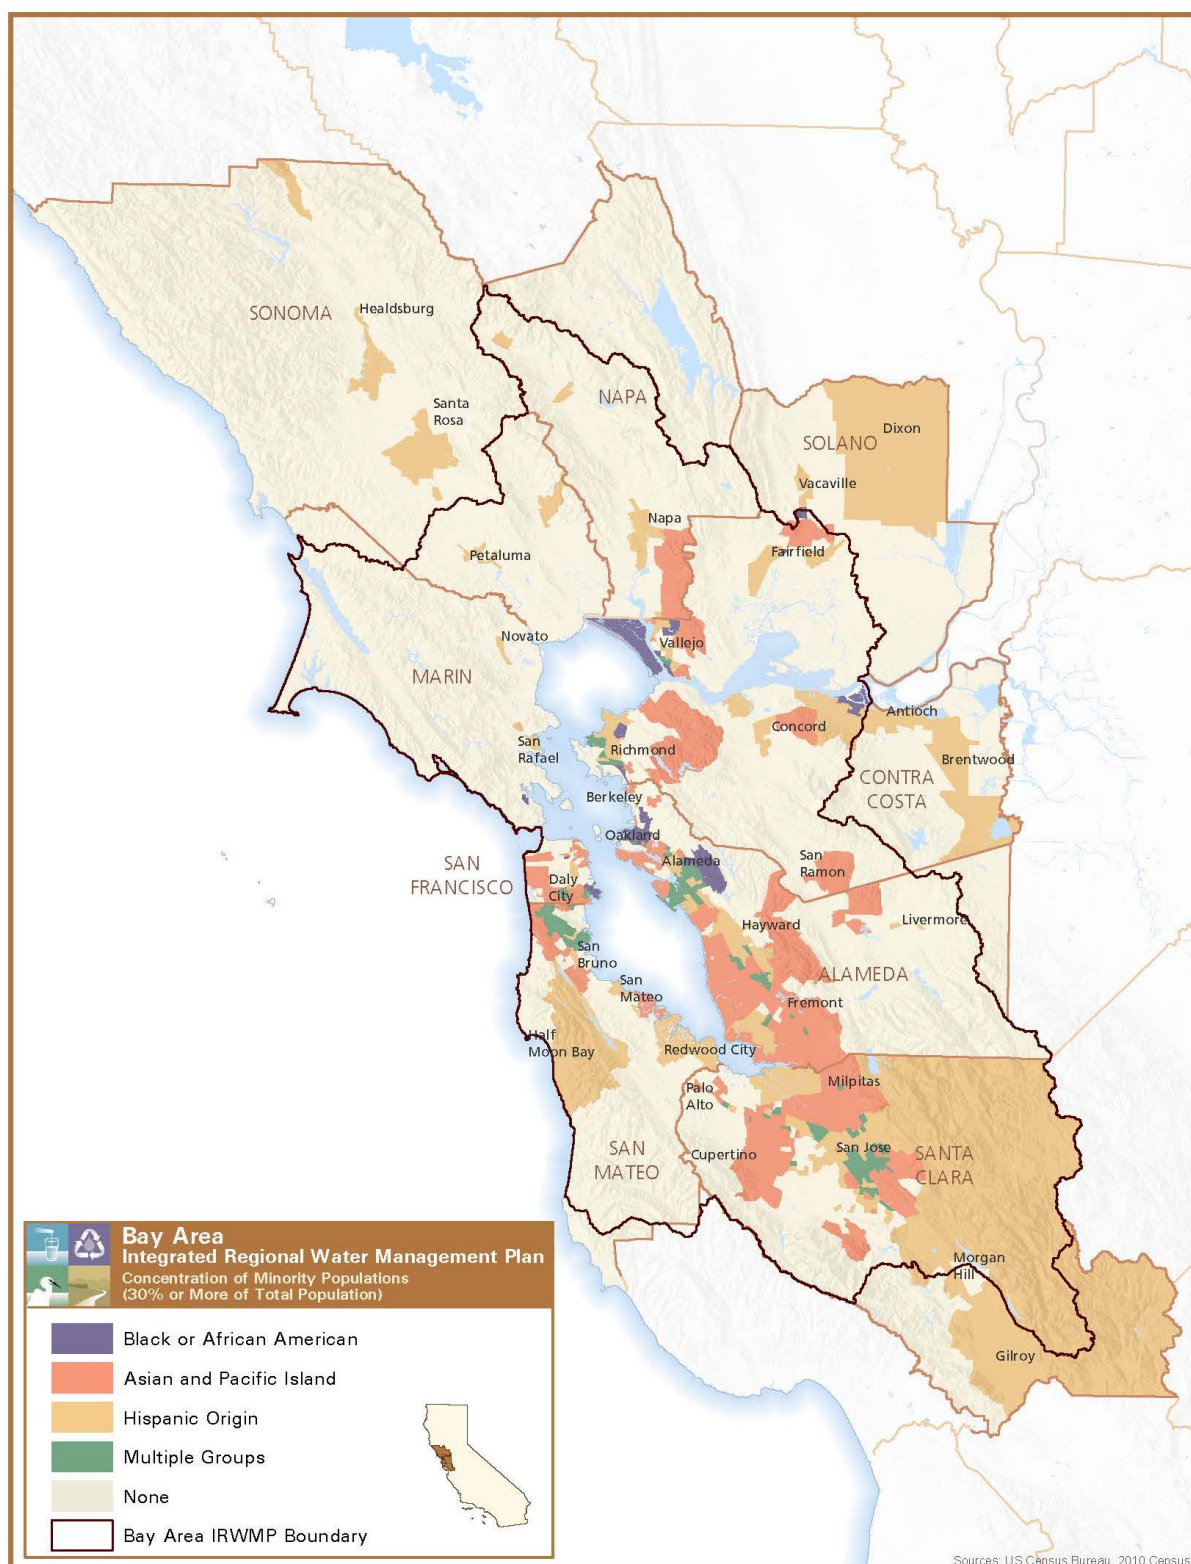 SONOMA
Healdsburg
Santa
Rosa
NAPA
SOLANO
Dixon
Vacaville
Napa
Fairfield
Petaluma
Novato
Vallejo
MARIN
Antioch
Concord
San
Rafael
Richmond
Brentwood
CONTRA
COSTA
Berkeley
Oakland
SAN
FRANCISCO
Alameda
San
Ramon
Daly
City
Livermore
Hayward
San
Bruno
ALAMEDA
San
Mateo
Fremont
Half
Moon Bay
Redwood City
Milpitas
Palo
Alto
SAN
MATEO
Cupertino
San Jose
SANTA
CLARA
Morgan
Hill
Gilroy
Bay Area
Integrated Regional Water Management Plan
Concentration of Minority Populations
(30% or More of Total Population)
Black or African American
Asian and Pacific Island
Hispanic Origin
Multiple Groups
None
Bay Area IRWMP Boundary
Sources: US Census Bureau, 2010 Census